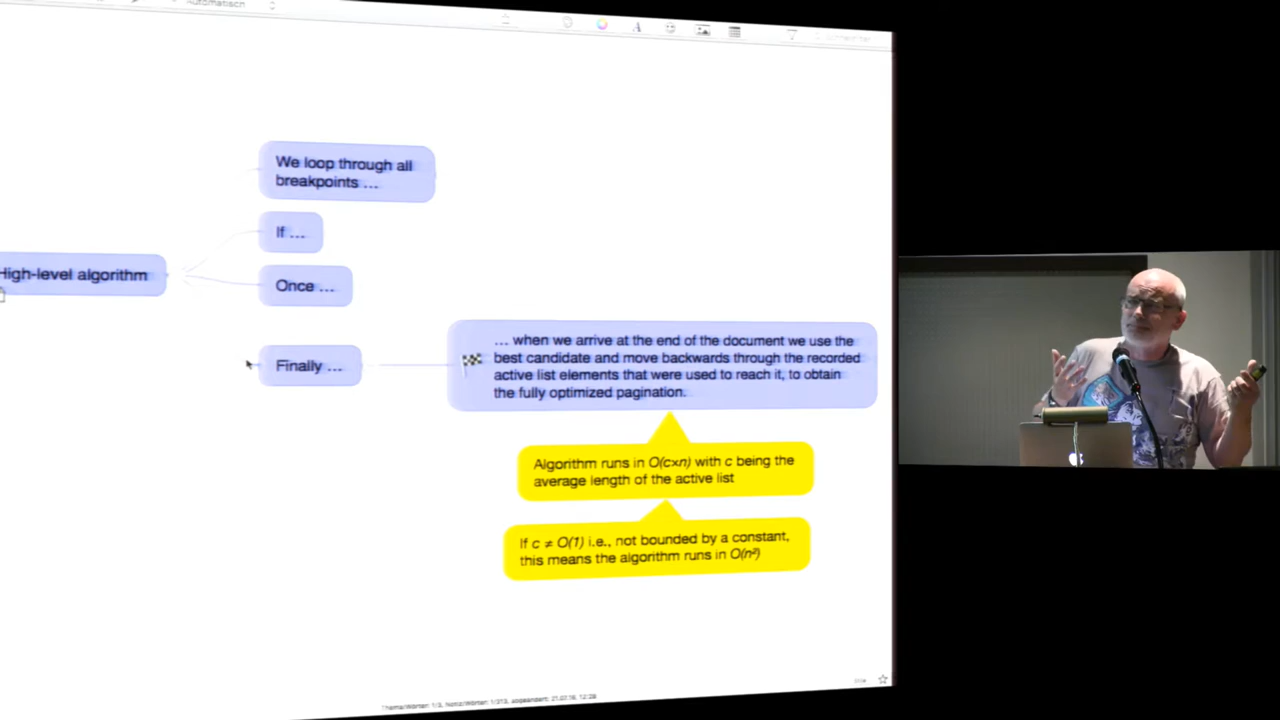 Automatisch
We loop through all
breakpoints ...
If ...
High-level algorithm
Once ...
... when we arrive at the end of the document we use the
best candidate and move backwards through the recorded
active list elements that were used to reach it, to obtain
the fully optimized pagination.
Finally ...
Algorithm runs in O(c×n) with c being the
average length of the active list
If c ≠ O(1) i.e., not bounded by a constant,
this means the algorithm runs in O(n²)